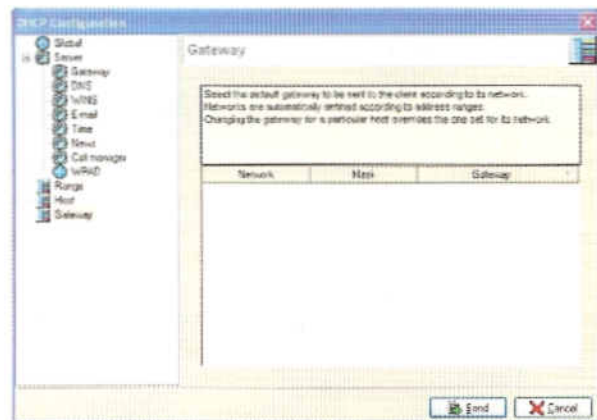 DHCP Configuration
Global
Server
Gateway
DNS
WINS
E-mail
Time
News
Call manager
WPAD
Range
Host
Gateway
Gateway
Select the default gateway to be sent to the client according to its network.
Networks are automatically defined according to address ranges.
Changing the gateway for a particular host overrides the one set for its network.
Network Mask Gateway
Send Cancel